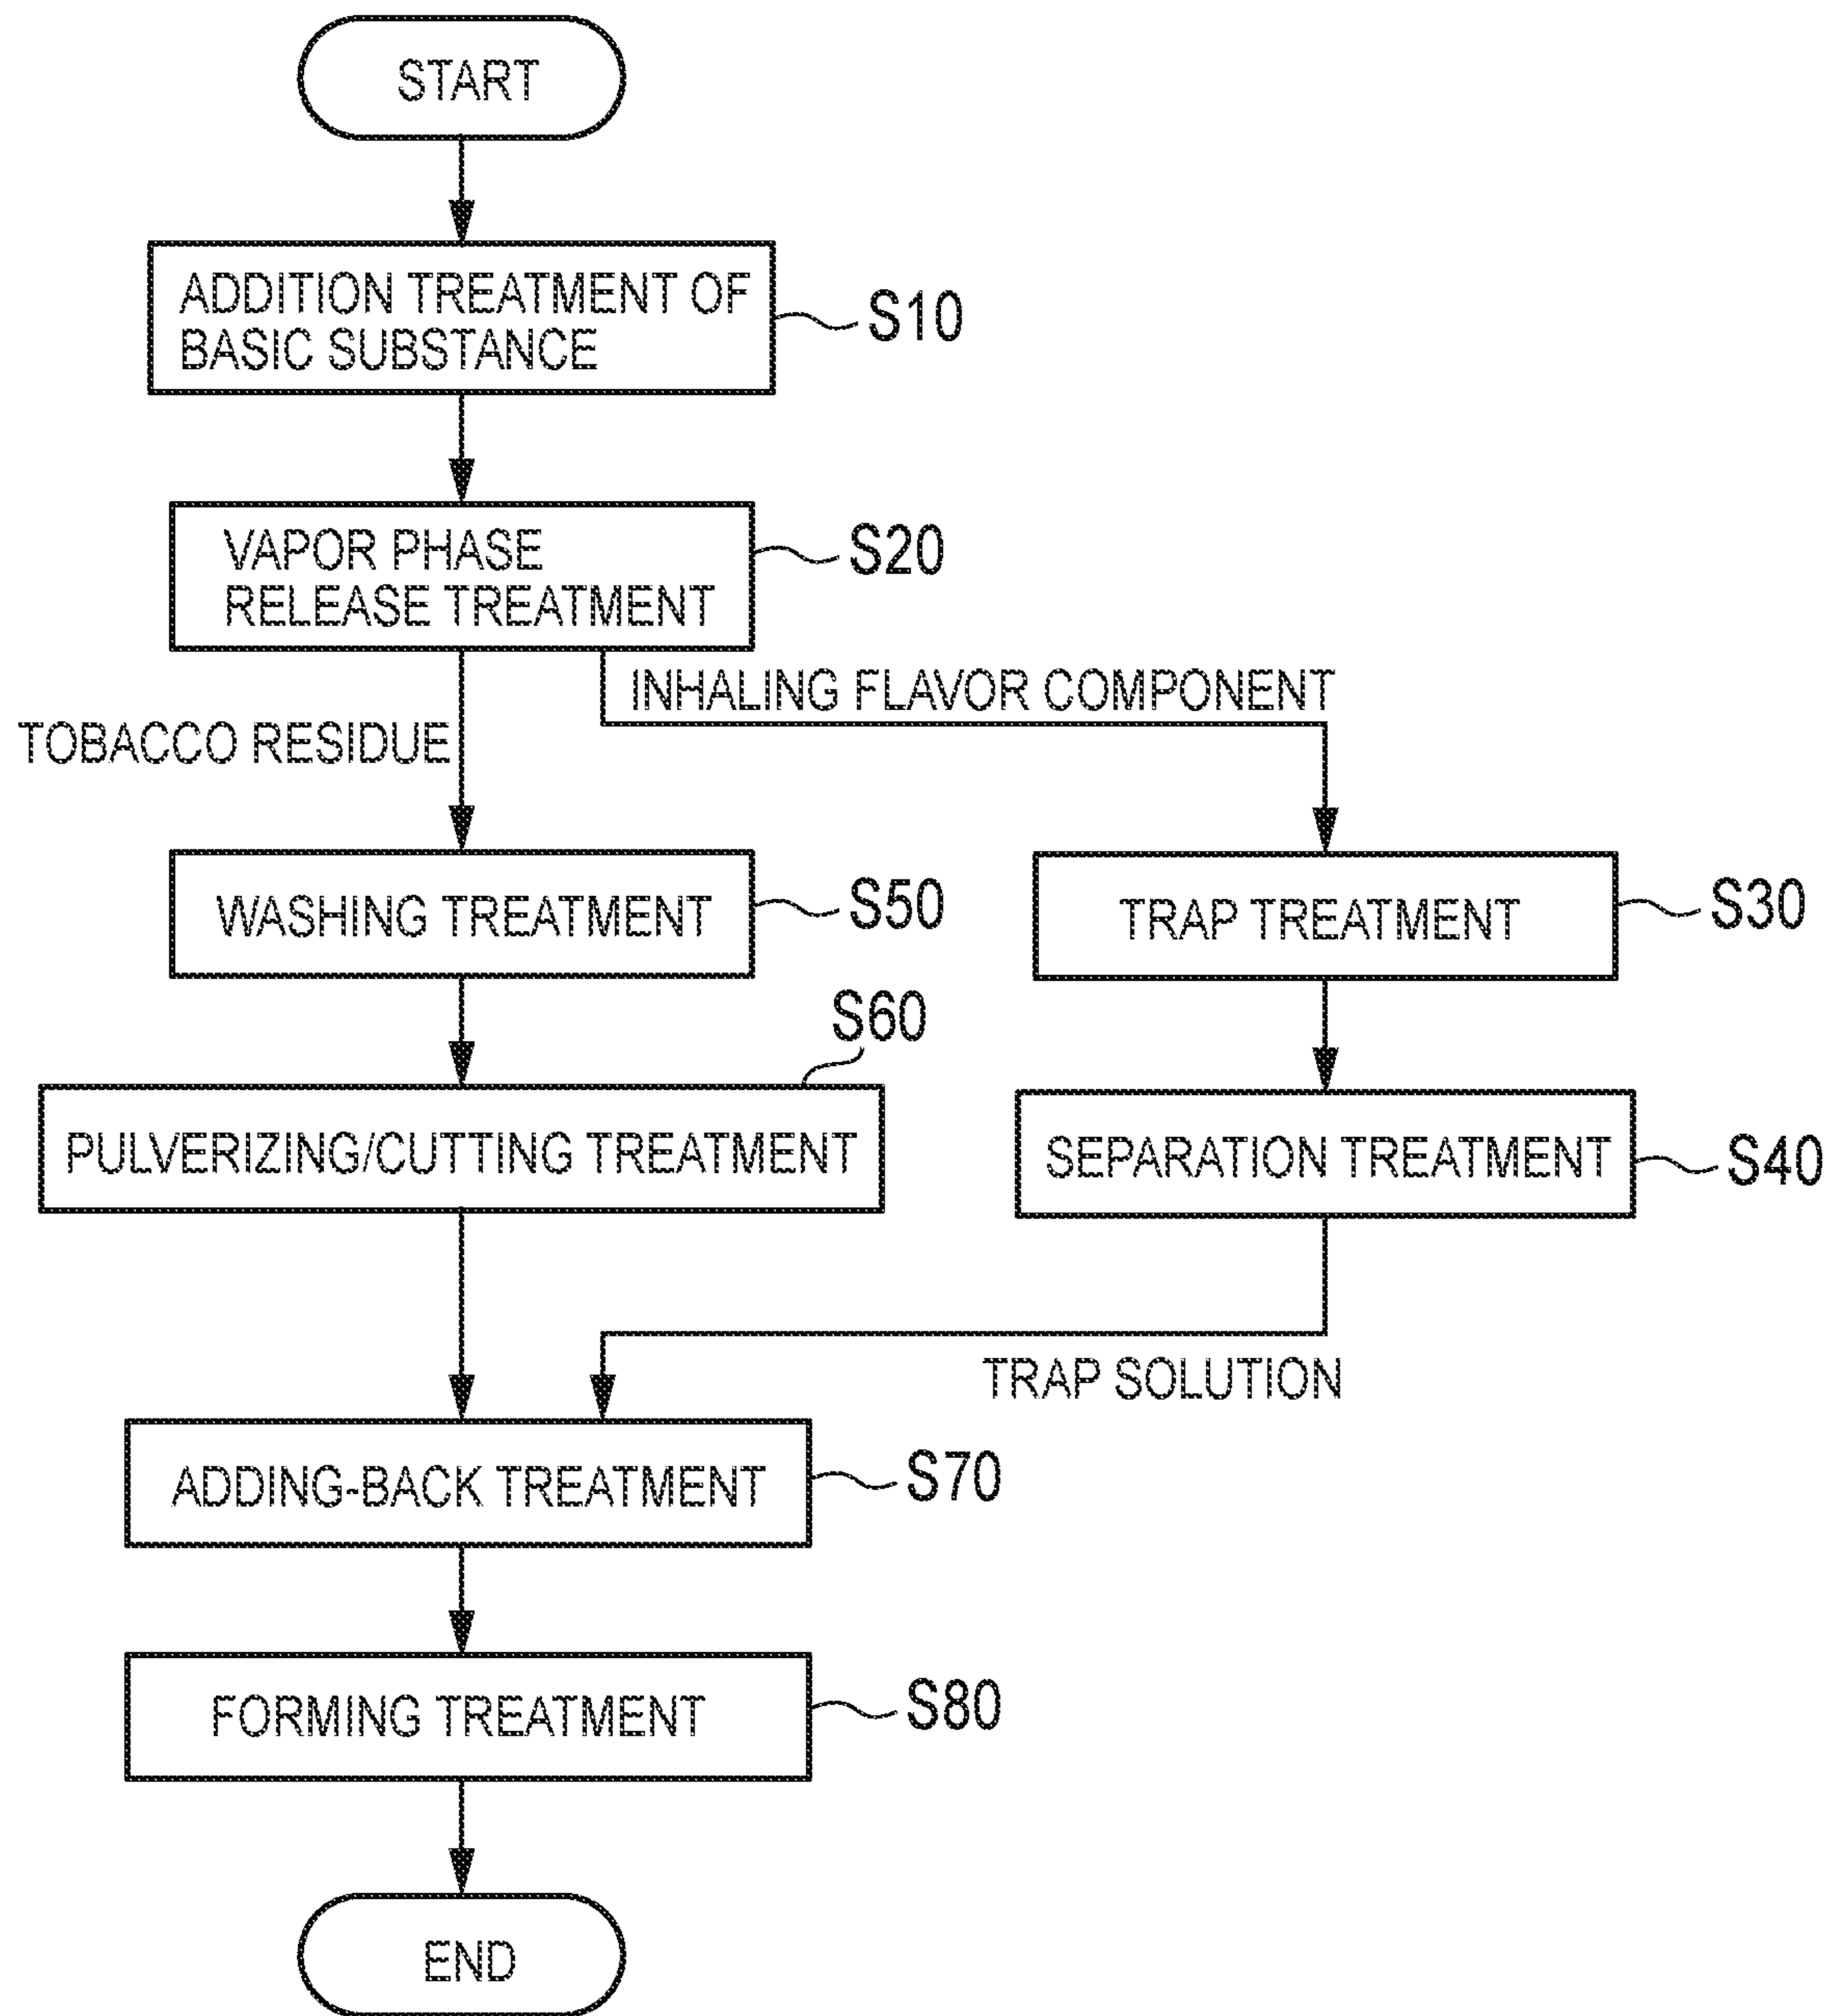 START
ADDITION TREATMENT OF
BASIC SUBSTANCE
S10
VAPOR PHASE
RELEASE TREATMENT
S20
INHALING FLAVOR COMPONENT
TOBACCO RESIDUE
WASHING TREATMENT
S50
TRAP TREATMENT
S30
S60
PULVERIZING/CUTTING TREATMENT
SEPARATION TREATMENT
S40
TRAP SOLUTION
ADDING-BACK TREATMENT
S70
FORMING TREATMENT
S80
END